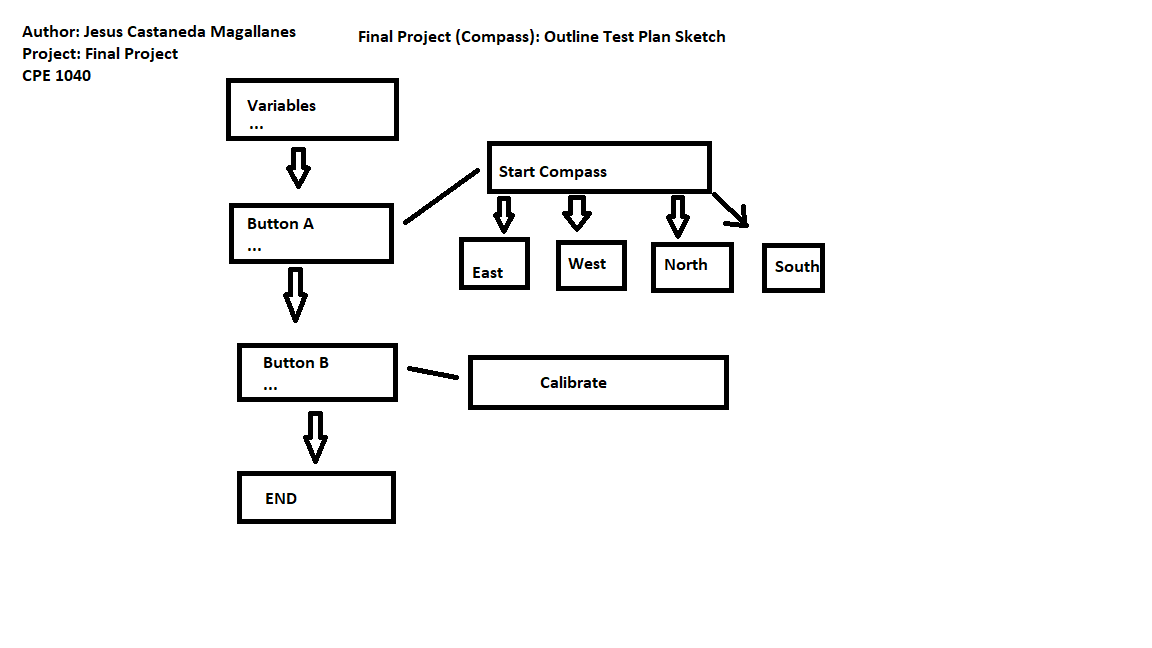 Author: Jesus Castaneda Magallanes
Project: Final Project
CPE 1040
Final Project (Compass): Outline Test Plan Sketch
Variables
...
Button A
...
Start Compass
East
West
North
South
Button B
...
Calibrate
END